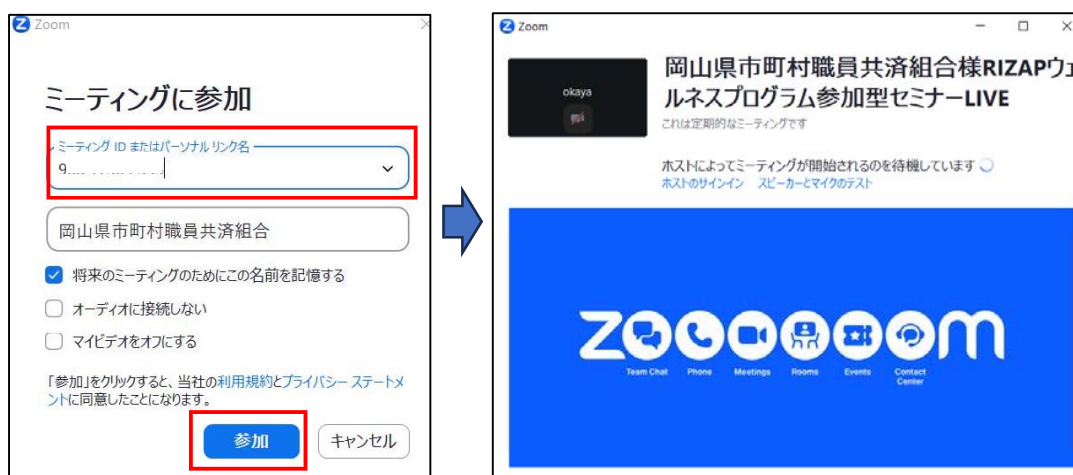 Zoom
ミーティングに参加
ミーティング ID またはパーソナル リンク名
9
岡山県市町村職員共済組合
将来のミーティングのためにこの名前を記憶する
オーディオに接続しない
マイビデオをオフにする
「参加」をクリックすると、当社の利用規約とプライバシー ステートメ
ントに同意したことになります。
参加
キャンセル
Zoom
okaya
岡山県市町村職員共済組合様RIZAPウェ
ルネスプログラム参加型セミナーLIVE
これは定期的なミーティングです
ホストによってミーティングが開始されるのを待機しています
ホストのサインイン スピーカーとマイクのテスト
zoooooom
Team Chat
Phone
Meetings
Rooms
Events
Contact
Center